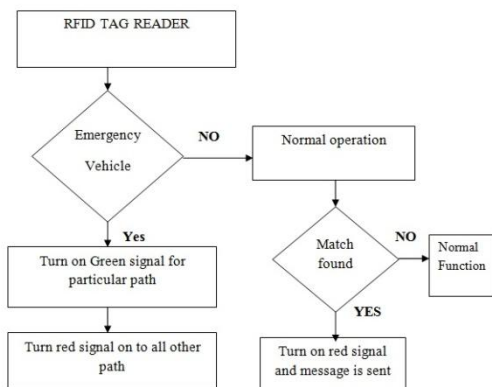 RFID TAG READER
Emergency
Vehicle
NO
Normal operation
Yes
Turn on Green signal for
particular path
Match
found
NO
Normal
Function
YES
Turn red signal on to all other
path
Turn on red signal
and message is sent